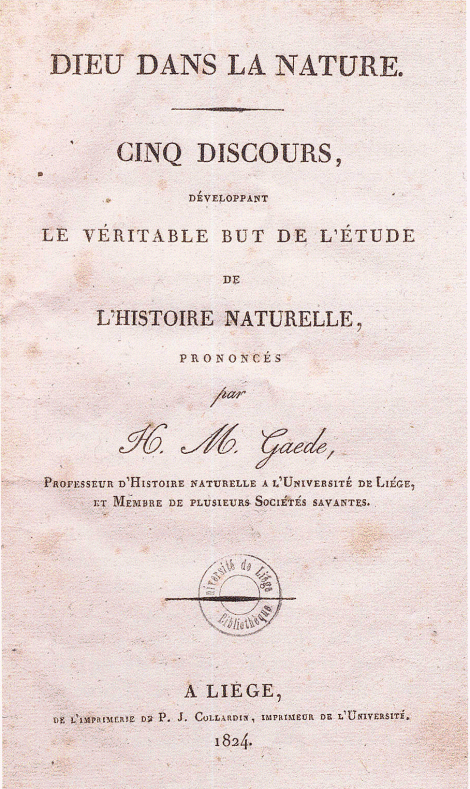 DIEU DANS LA NATURE.
CINQ DISCOURS,
DÉVELOPPANT
LE VÉRITABLE BUT DE L'ÉTUDE
DE
L'HISTOIRE NATURELLE,
PRONONCÉS
par
H. M. Gaede,
PROFESSEUR D'HISTOIRE NATURELLE A L'UNIVERSITÉ DE LIÉGE,
ET MEMBRE DE PLUSIEURS SOCIÉTÉS SAVANTES.
Université de Liége
Bibliothèque
A LIÉGE,
DE L'IMPRIMERIE DE P. J. COLLARDIN, IMPRIMEUR DE L'UNIVERSITÉ.
1824.